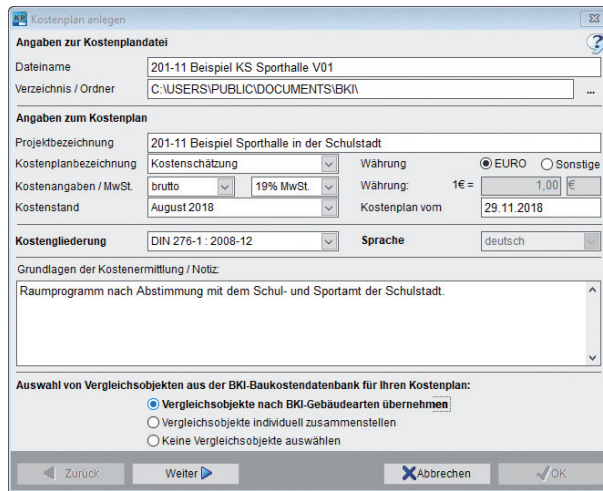 KP Kostenplan anlegen
Angaben zur Kostenplandatei
?
Dateiname 201-11 Beispiel KS Sporthalle V01
Verzeichnis / Ordner C:\USERS\PUBLIC\DOCUMENTS\BKI\ ...
Angaben zum Kostenplan
Projektbezeichnung 201-11 Beispiel Sporthalle in der Schulstadt
Kostenplanbezeichnung Kostenschätzung Währung EURO Sonstige
Kostenangaben / MwSt. brutto 19% MwSt. Währung: 1€ = 1,00 €
Kostenstand August 2018 Kostenplan vom 29.11.2018
Kostengliederung DIN 276-1 : 2008-12 Sprache deutsch
Grundlagen der Kostenermittlung / Notiz:
Raumprogramm nach Abstimmung mit dem Schul- und Sportamt der Schulstadt.
Auswahl von Vergleichsobjekten aus der BKI-Baukostendatenbank für Ihren Kostenplan:
Vergleichsobjekte nach BKI-Gebäudearten übernehmen
Vergleichsobjekte individuell zusammenstellen
Keine Vergleichsobjekte auswählen
Zurück Weiter Abbrechen OK